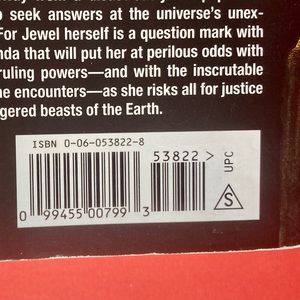 o seek answers at the universe's unex-
For Jewel herself is a question mark with
nda that will put her at perilous odds with
ruling powers—and with the inscrutable
he encounters—as she risks all for justice
gered beasts of the Earth.
ISBN 0-06-053822-8
53822 >
UPC
S
0 99455 00799 3